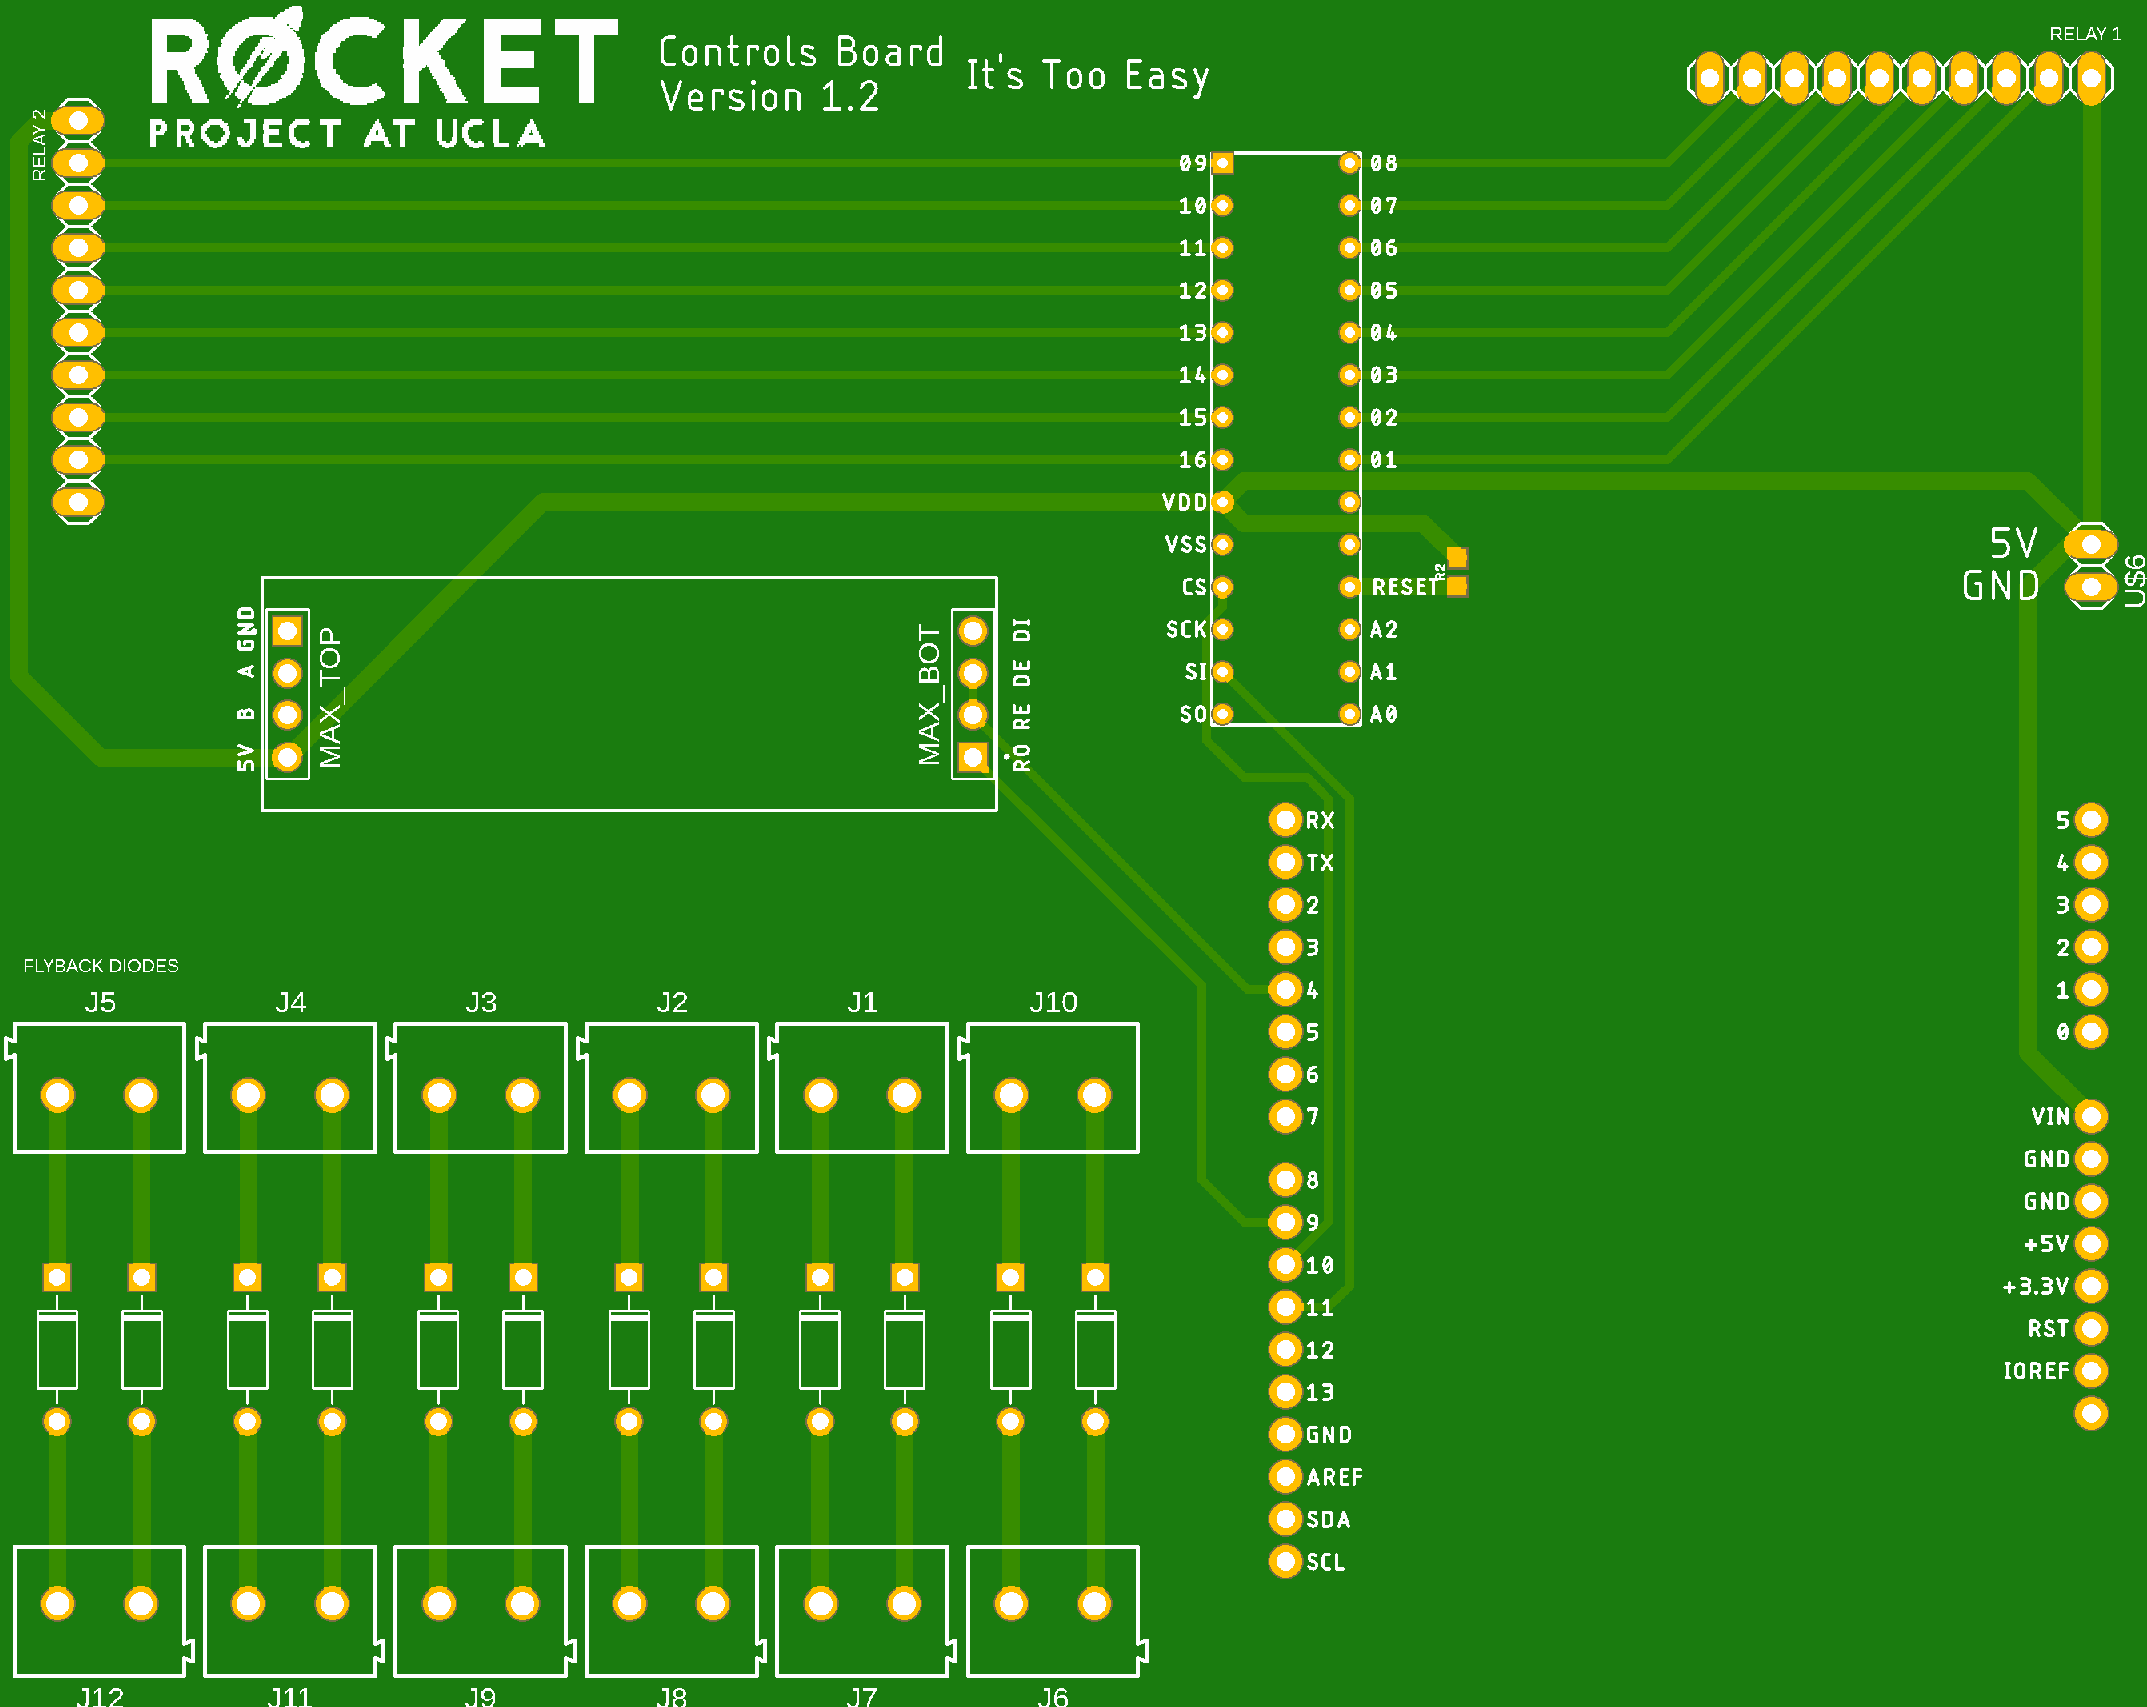 ROCKET
PROJECT AT UCLA
Controls Board
Version 1.2
It's Too Easy
RELAY 1
RELAY 2
09 08
10 07
11 06
12 05
13 04
14 03
15 02
16 01
VDD
VSS
CS RESET
SCK A2
SI A1
SO A0
R2
5V
GND
U$6
GND
A
B
5V
MAX_TOP
MAX_BOT
RO RE DE DI
RX
TX
2
3
4
5
6
7
8
9
10
11
12
13
GND
AREF
SDA
SCL
5
4
3
2
1
0
VIN
GND
GND
+5V
+3.3V
RST
IOREF
FLYBACK DIODES
J5 J4 J3 J2 J1 J10
J12 J11 J9 J8 J7 J6